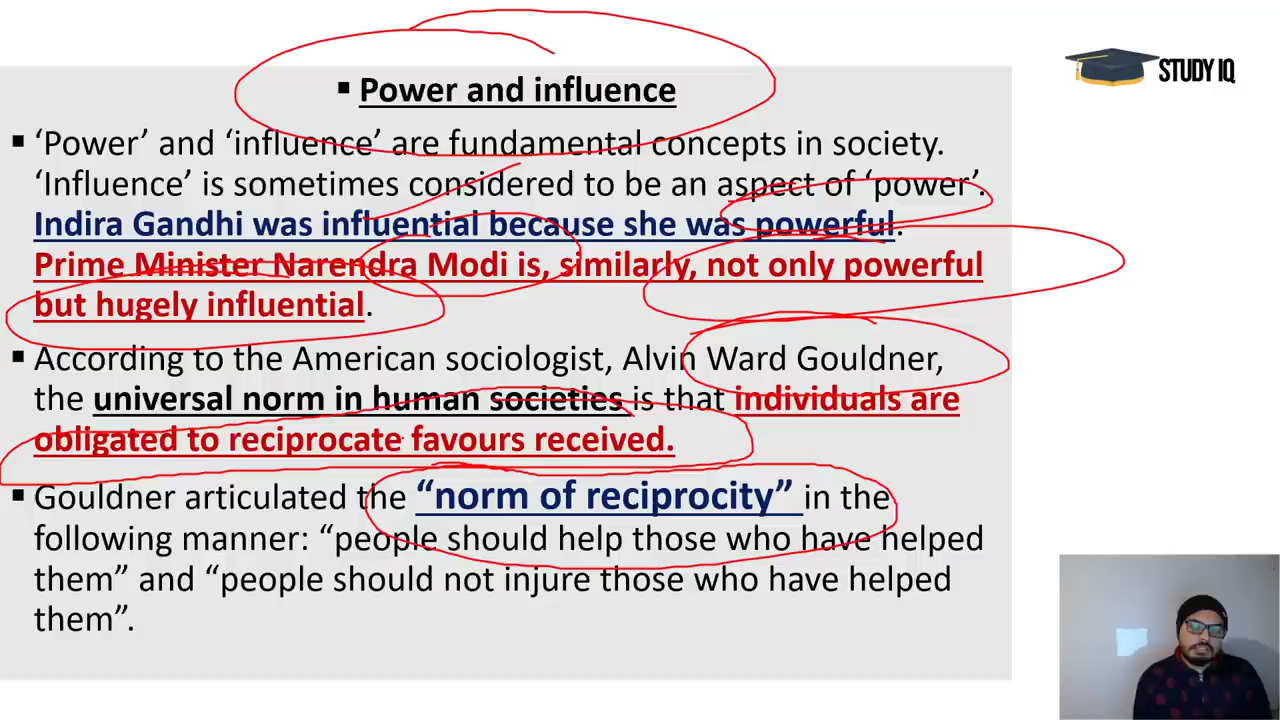 ▪ Power and influence
STUDY IQ
▪ ‘Power’ and ‘influence’ are fundamental concepts in society.
‘Influence’ is sometimes considered to be an aspect of ‘power’.
Indira Gandhi was influential because she was powerful.
Prime Minister Narendra Modi is, similarly, not only powerful
but hugely influential.
▪ According to the American sociologist, Alvin Ward Gouldner,
the universal norm in human societies is that individuals are
obligated to reciprocate favours received.
▪ Gouldner articulated the “norm of reciprocity” in the
following manner: “people should help those who have helped
them” and “people should not injure those who have helped
them”.